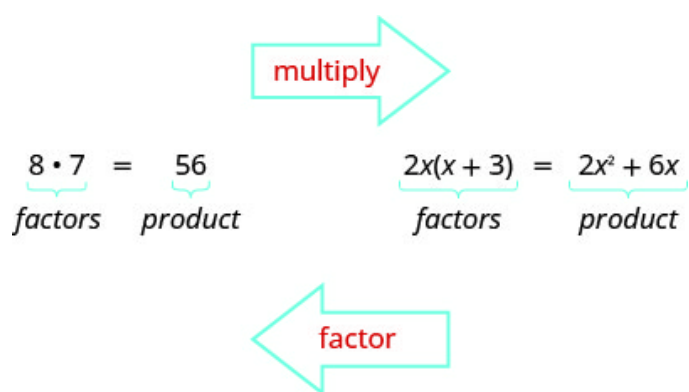 multiply
8 • 7 = 56 2x(x + 3) = 2x² + 6x
factors product factors product
factor